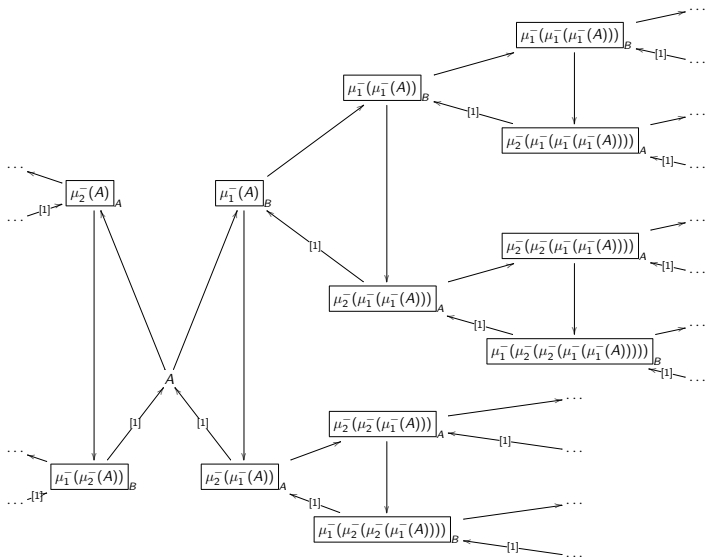 ...
μ₁⁻(μ₁⁻(μ₁⁻(A)))_B
[1]
...
μ₁⁻(μ₁⁻(A))_B
[1]
...
μ₂⁻(μ₁⁻(μ₁⁻(μ₁⁻(A))))_A
[1]
...
...
μ₂⁻(A)_A
μ₁⁻(A)_B
... [1]
...
[1]
μ₂⁻(μ₂⁻(μ₁⁻(μ₁⁻(A))))_A
[1]
...
μ₂⁻(μ₁⁻(μ₁⁻(A)))_A
[1]
...
μ₁⁻(μ₂⁻(μ₂⁻(μ₁⁻(μ₁⁻(A)))))_B
[1]
...
A
...
[1]
[1]
μ₂⁻(μ₂⁻(μ₁⁻(A)))_A
[1]
...
...
μ₁⁻(μ₂⁻(A))_B
μ₂⁻(μ₁⁻(A))_A
... [1]
[1]
...
μ₁⁻(μ₂⁻(μ₂⁻(μ₁⁻(A))))_B
[1]
...